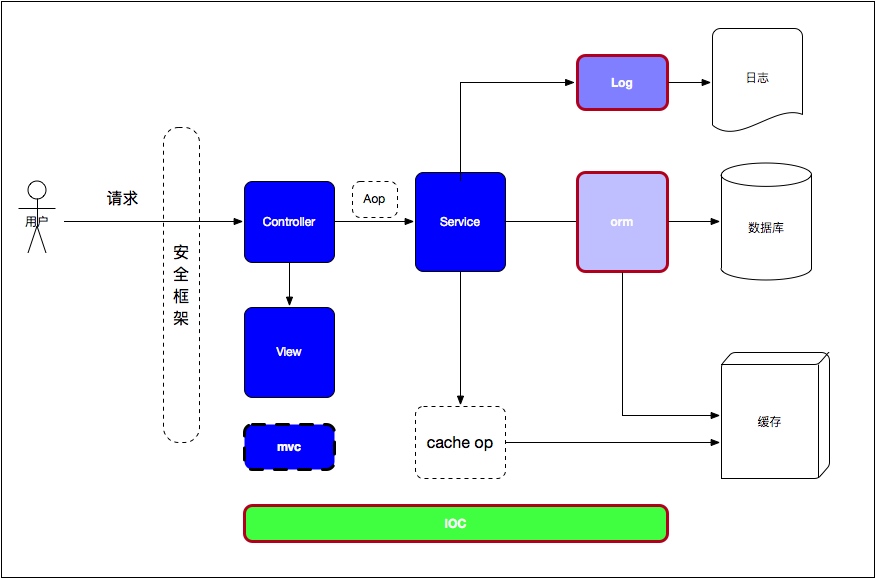 Log
日志
请求
Aop
用户
Controller
Service
orm
数据库
安
全
框
架
View
缓存
mvc
cache op
IOC